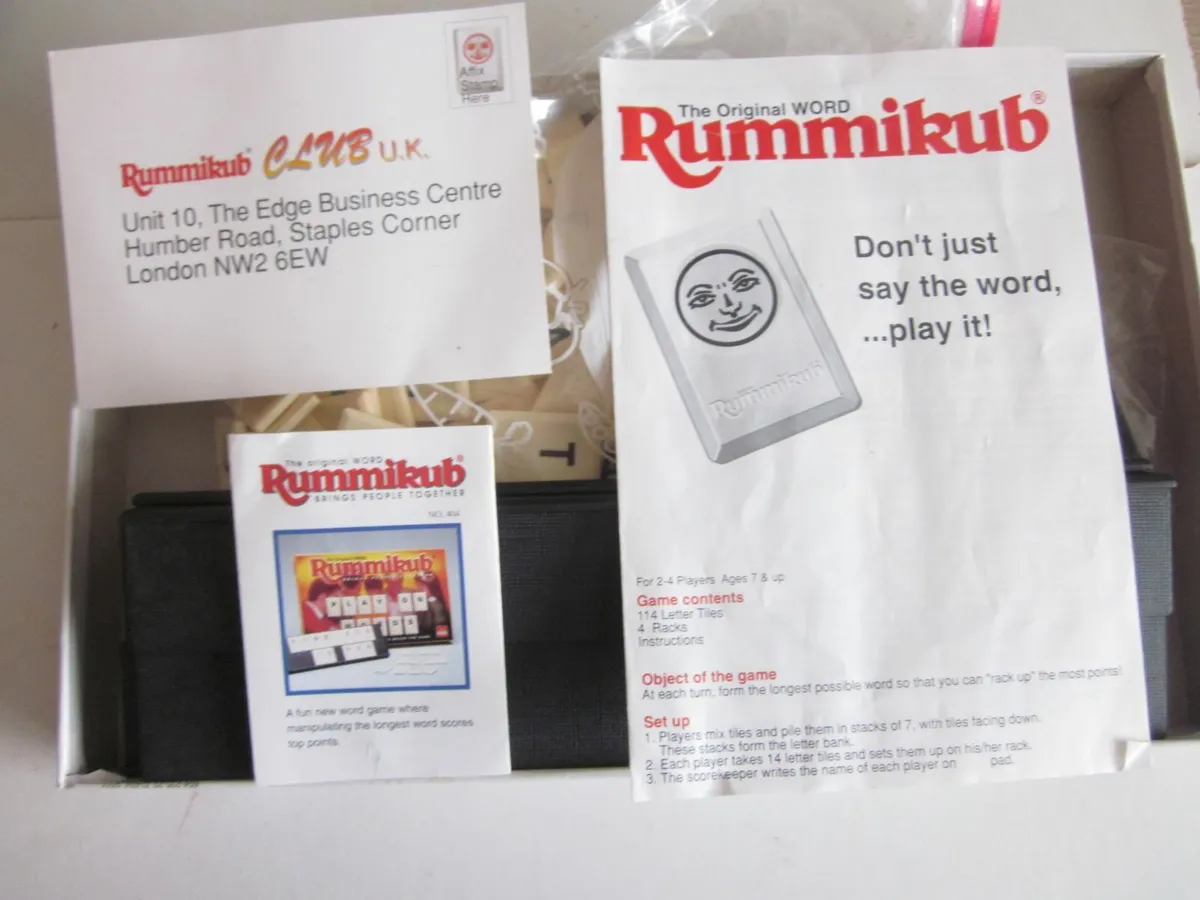 Affix
Stamp
Here
Rummikub CLUB U.K.
Unit 10, The Edge Business Centre
Humber Road, Staples Corner
London NW2 6EW
The Original WORD
Rummikub®
Don't just
say the word,
...play it!
Rummikub
For 2-4 Players Ages 7 & up
Game contents
114 Letter Tiles
4 Racks
Instructions
Object of the game
At each turn, form the longest possible word so that you can "rack up" the most points!
Set up
1. Players mix tiles and pile them in stacks of 7, with tiles facing down.
These stacks form the letter bank.
2. Each player takes 14 letter tiles and sets them up on his/her rack.
3. The scorekeeper writes the name of each player on pad.
T
The original WORD
Rummikub®
BRINGS PEOPLE TOGETHER
NO. 404
Rummikub
PLAY ON
WORDS
A fun new word game where
manipulating the longest word scores
top points.